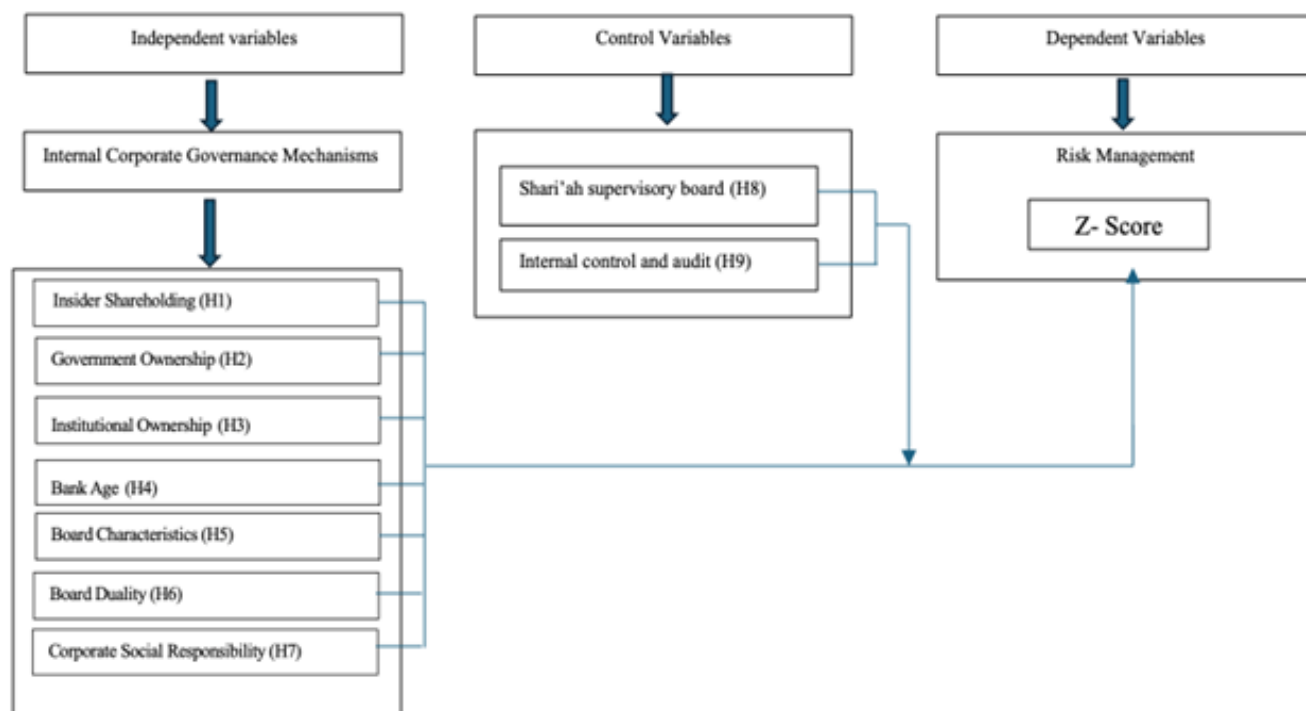 Independent variables
Control Variables
Dependent Variables
Internal Corporate Governance Mechanisms
Shari’ah supervisory board (H8)
Internal control and audit (H9)
Risk Management
Z- Score
Insider Shareholding (H1)
Government Ownership (H2)
Institutional Ownership (H3)
Bank Age (H4)
Board Characteristics (H5)
Board Duality (H6)
Corporate Social Responsibility (H7)